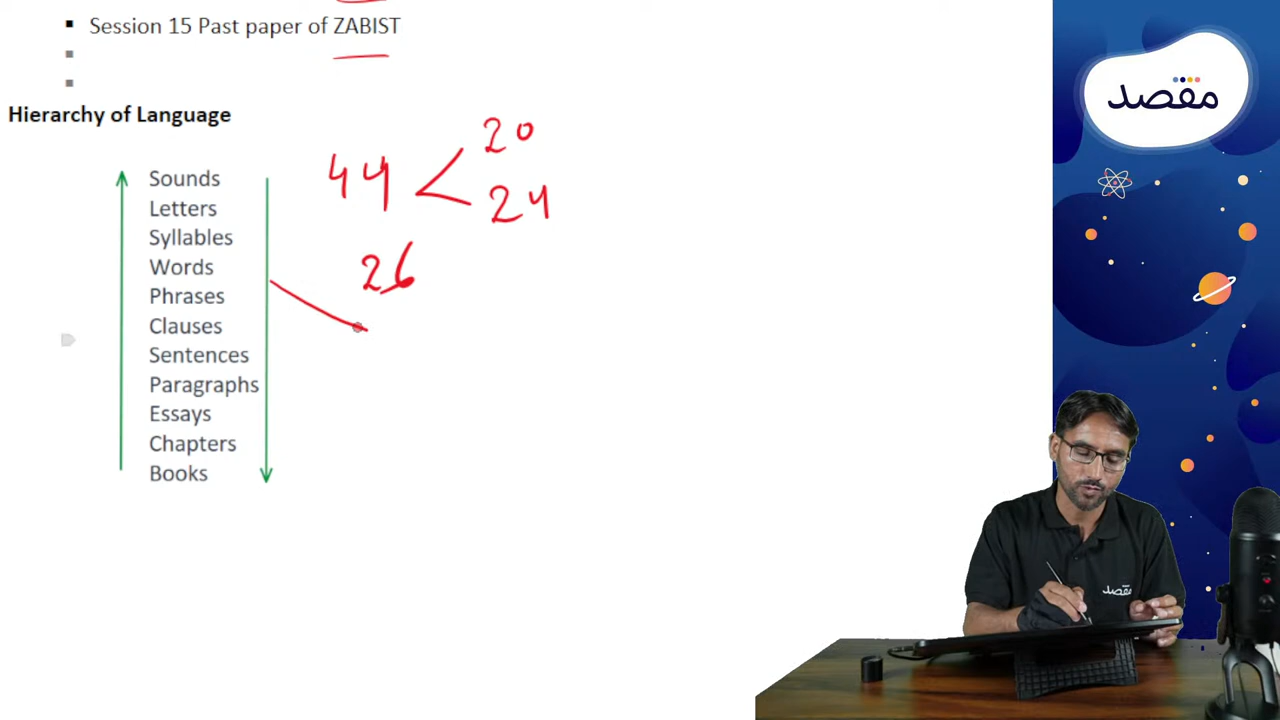 Session 15 Past paper of ZABIST
Hierarchy of Language
Sounds
Letters
Syllables
Words
Phrases
Clauses
Sentences
Paragraphs
Essays
Chapters
Books
44
20
24
26
مقصد
مقصد